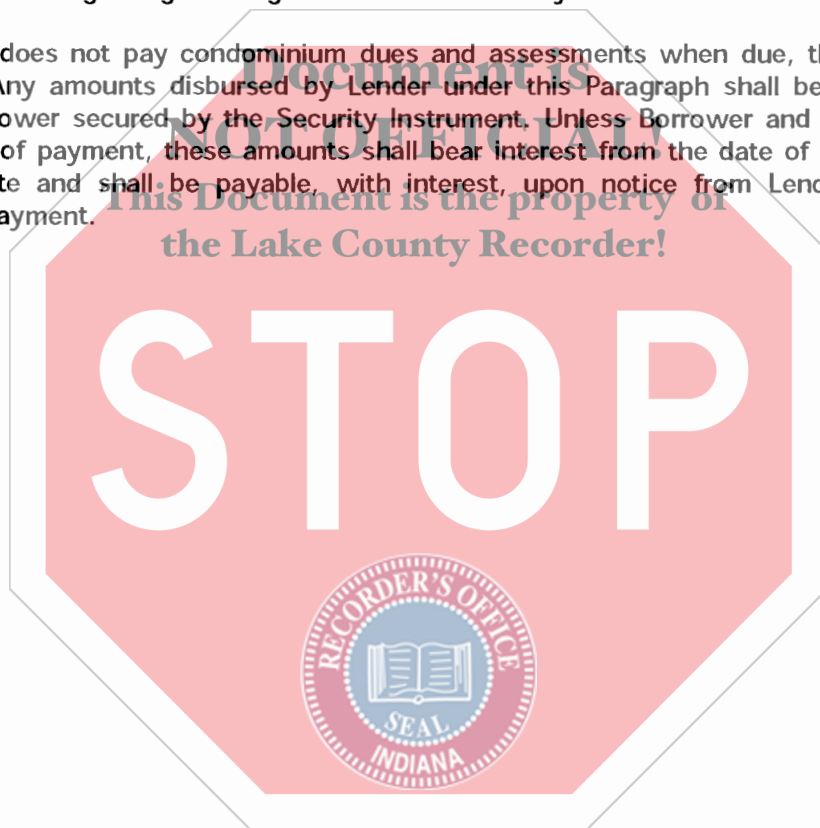 does not pay condominium dues and assessments when due,
Any amounts disbursed by Lender under this Paragraph shall be
ower secured by the Security Instrument. Unless Borrower and
of payment, these amounts shall bear interest from the date of
te and shall be payable, with interest, upon notice from Lend
ayment.
Document is
NOT OFFICIAL!
This Document is the property of
the Lake County Recorder!
STOP
RECORDER'S OFFICE
SEAL
INDIANA